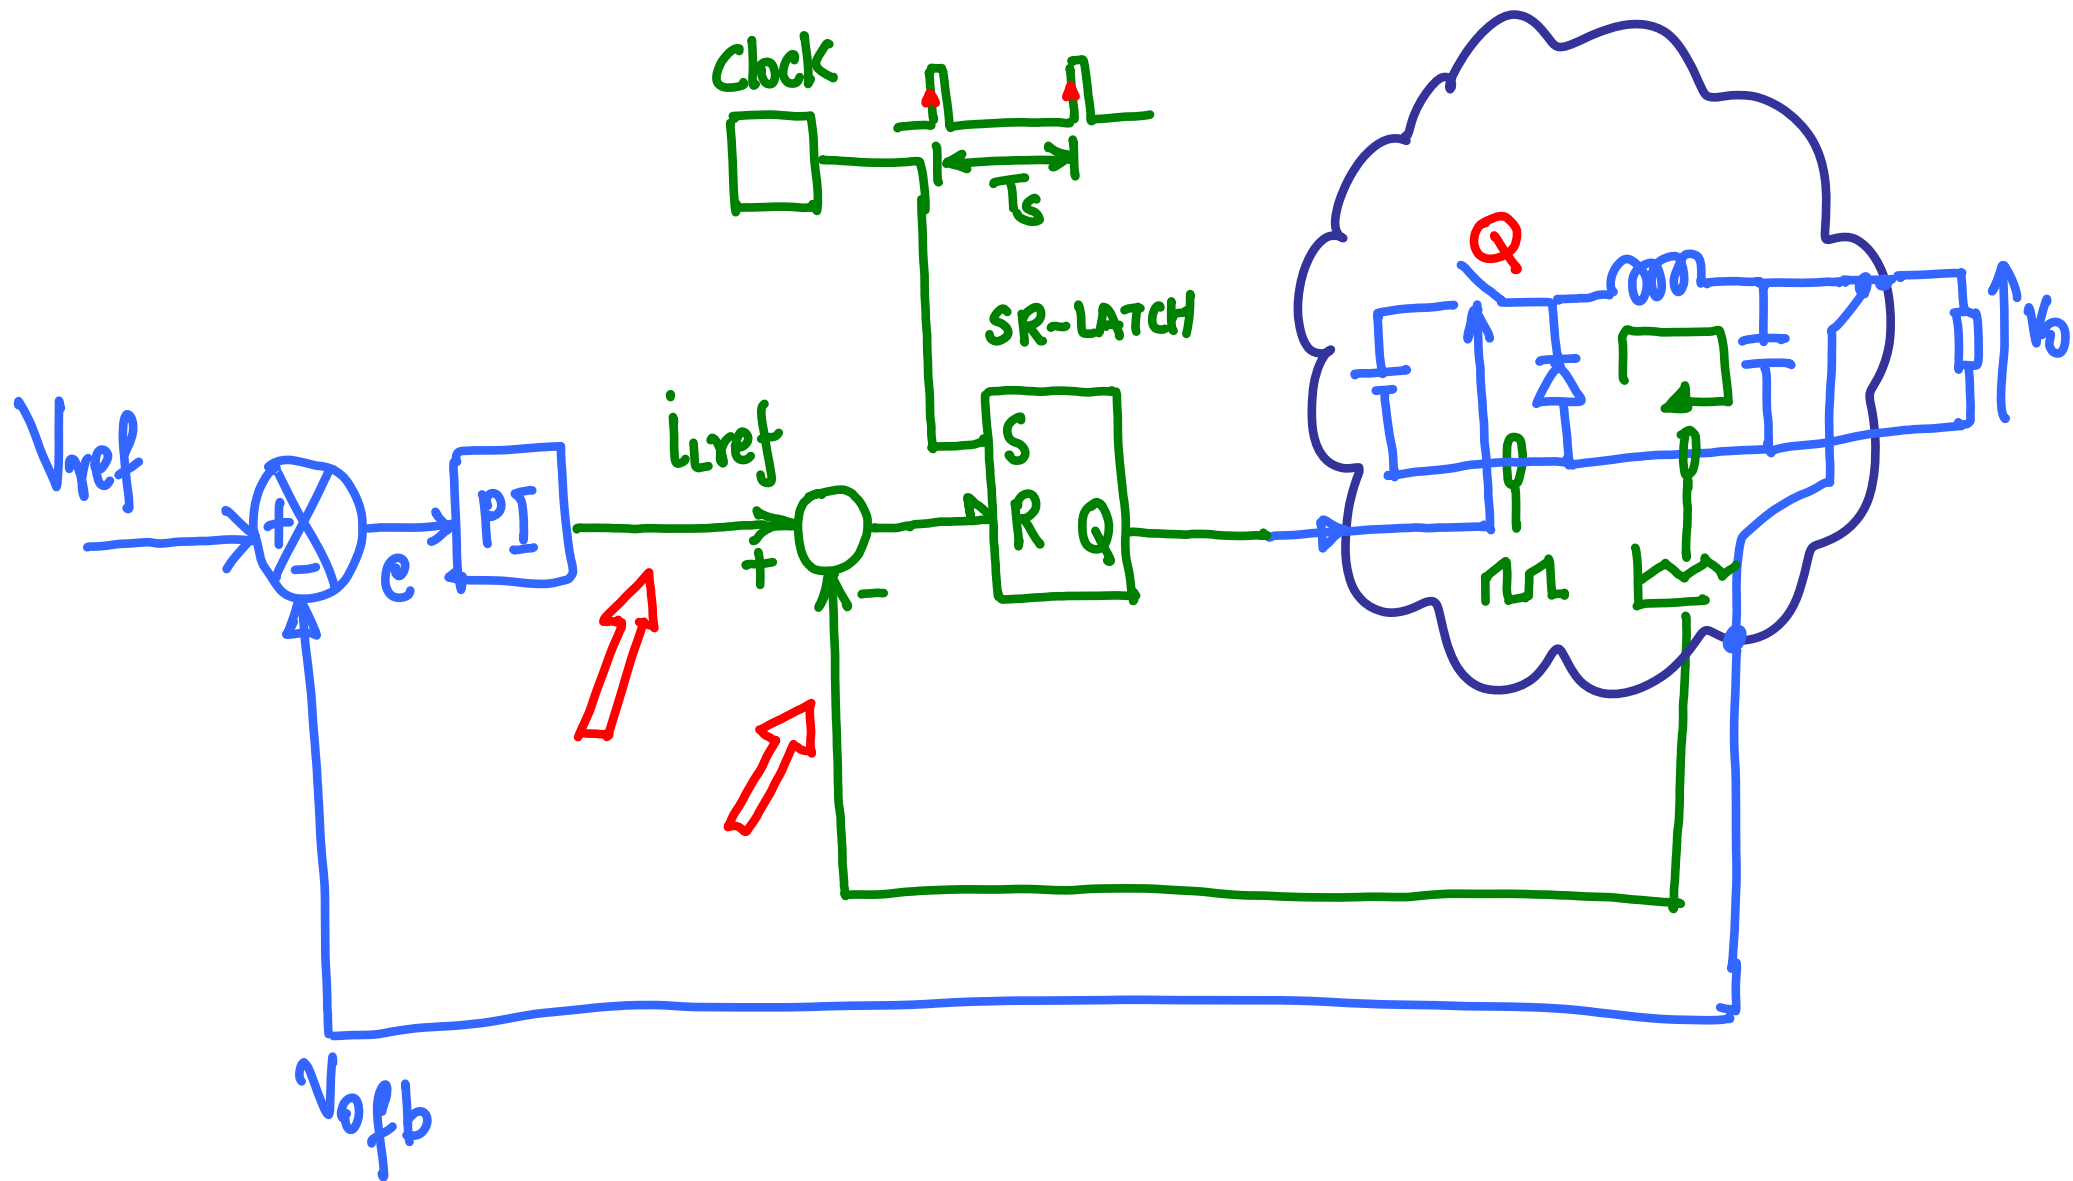 Clock
Ts
Q
SR-LATCH
Vo
Vref
iLref
S
+
-
e
PI
R
Q
+
-
Vofb